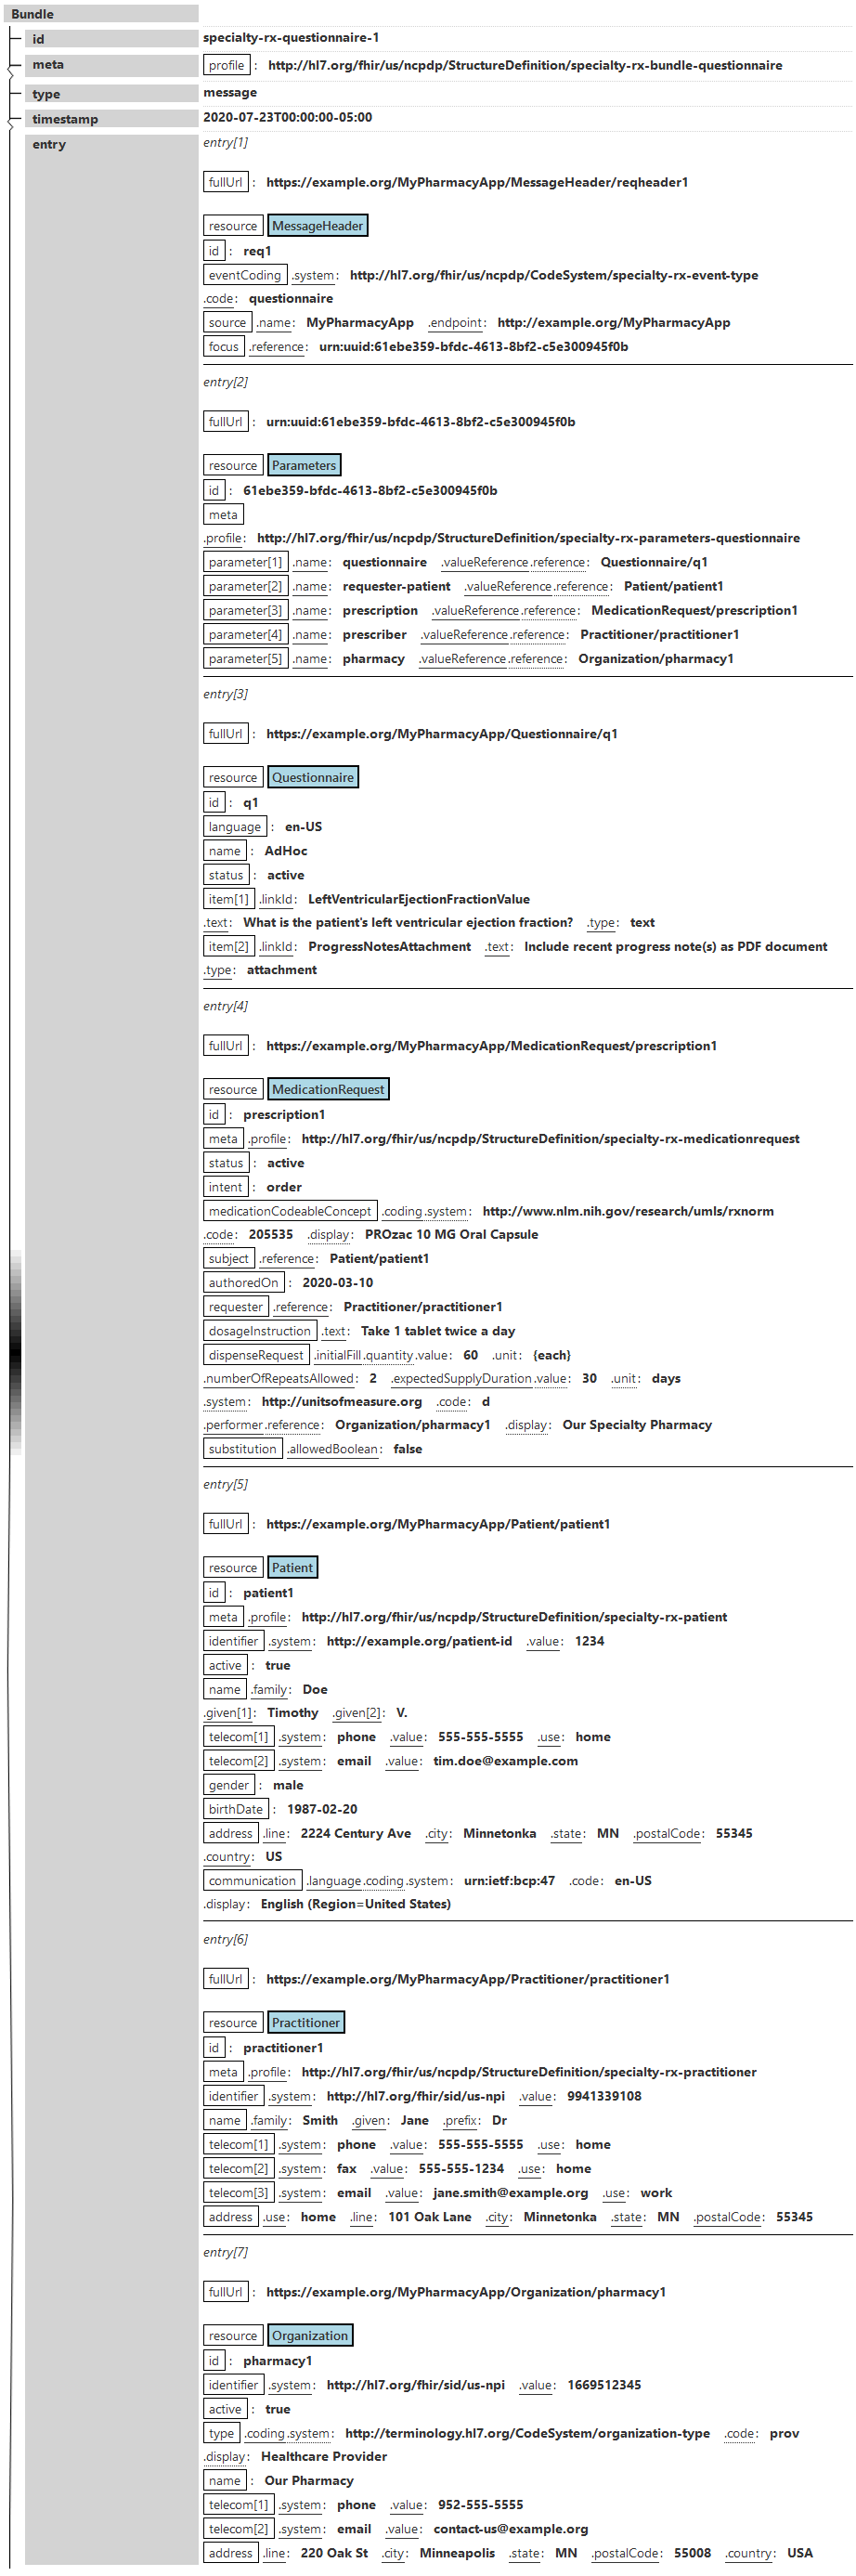 Bundle
id specialty-rx-questionnaire-1
meta profile : http://hl7.org/fhir/us/ncpdp/StructureDefinition/specialty-rx-bundle-questionnaire
type message
timestamp 2020-07-23T00:00:00-05:00
entry entry[1]
fullUrl : https://example.org/MyPharmacyApp/MessageHeader/reqheader1
resource MessageHeader
id : req1
eventCoding .system: http://hl7.org/fhir/us/ncpdp/CodeSystem/specialty-rx-event-type
.code: questionnaire
source .name: MyPharmacyApp .endpoint: http://example.org/MyPharmacyApp
focus .reference: urn:uuid:61ebe359-bfdc-4613-8bf2-c5e300945f0b
entry[2]
fullUrl : urn:uuid:61ebe359-bfdc-4613-8bf2-c5e300945f0b
resource Parameters
id : 61ebe359-bfdc-4613-8bf2-c5e300945f0b
meta
.profile: http://hl7.org/fhir/us/ncpdp/StructureDefinition/specialty-rx-parameters-questionnaire
parameter[1] .name: questionnaire .valueReference.reference: Questionnaire/q1
parameter[2] .name: requester-patient .valueReference.reference: Patient/patient1
parameter[3] .name: prescription .valueReference.reference: MedicationRequest/prescription1
parameter[4] .name: prescriber .valueReference.reference: Practitioner/practitioner1
parameter[5] .name: pharmacy .valueReference.reference: Organization/pharmacy1
entry[3]
fullUrl : https://example.org/MyPharmacyApp/Questionnaire/q1
resource Questionnaire
id : q1
language : en-US
name : AdHoc
status : active
item[1] .linkId: LeftVentricularEjectionFractionValue
.text: What is the patient's left ventricular ejection fraction? .type: text
item[2] .linkId: ProgressNotesAttachment .text: Include recent progress note(s) as PDF document
.type: attachment
entry[4]
fullUrl : https://example.org/MyPharmacyApp/MedicationRequest/prescription1
resource MedicationRequest
id : prescription1
meta .profile: http://hl7.org/fhir/us/ncpdp/StructureDefinition/specialty-rx-medicationrequest
status : active
intent : order
medicationCodeableConcept .coding.system: http://www.nlm.nih.gov/research/umls/rxnorm
.code: 205535 .display: PROzac 10 MG Oral Capsule
subject .reference: Patient/patient1
authoredOn : 2020-03-10
requester .reference: Practitioner/practitioner1
dosageInstruction .text: Take 1 tablet twice a day
dispenseRequest .initialFill.quantity.value: 60 .unit: {each}
.numberOfRepeatsAllowed: 2 .expectedSupplyDuration.value: 30 .unit: days
.system: http://unitsofmeasure.org .code: d
.performer.reference: Organization/pharmacy1 .display: Our Specialty Pharmacy
substitution .allowedBoolean: false
entry[5]
fullUrl : https://example.org/MyPharmacyApp/Patient/patient1
resource Patient
id : patient1
meta .profile: http://hl7.org/fhir/us/ncpdp/StructureDefinition/specialty-rx-patient
identifier .system: http://example.org/patient-id .value: 1234
active : true
name .family: Doe
.given[1]: Timothy .given[2]: V.
telecom[1] .system: phone .value: 555-555-5555 .use: home
telecom[2] .system: email .value: tim.doe@example.com
gender : male
birthDate : 1987-02-20
address .line: 2224 Century Ave .city: Minnetonka .state: MN .postalCode: 55345
.country: US
communication .language.coding.system: urn:ietf:bcp:47 .code: en-US
.display: English (Region=United States)
entry[6]
fullUrl : https://example.org/MyPharmacyApp/Practitioner/practitioner1
resource Practitioner
id : practitioner1
meta .profile: http://hl7.org/fhir/us/ncpdp/StructureDefinition/specialty-rx-practitioner
identifier .system: http://hl7.org/fhir/sid/us-npi .value: 9941339108
name .family: Smith .given: Jane .prefix: Dr
telecom[1] .system: phone .value: 555-555-5555 .use: home
telecom[2] .system: fax .value: 555-555-1234 .use: home
telecom[3] .system: email .value: jane.smith@example.org .use: work
address .use: home .line: 101 Oak Lane .city: Minnetonka .state: MN .postalCode: 55345
entry[7]
fullUrl : https://example.org/MyPharmacyApp/Organization/pharmacy1
resource Organization
id : pharmacy1
identifier .system: http://hl7.org/fhir/sid/us-npi .value: 1669512345
active : true
type .coding.system: http://terminology.hl7.org/CodeSystem/organization-type .code: prov
.display: Healthcare Provider
name : Our Pharmacy
telecom[1] .system: phone .value: 952-555-5555
telecom[2] .system: email .value: contact-us@example.org
address .line: 220 Oak St .city: Minneapolis .state: MN .postalCode: 55008 .country: USA